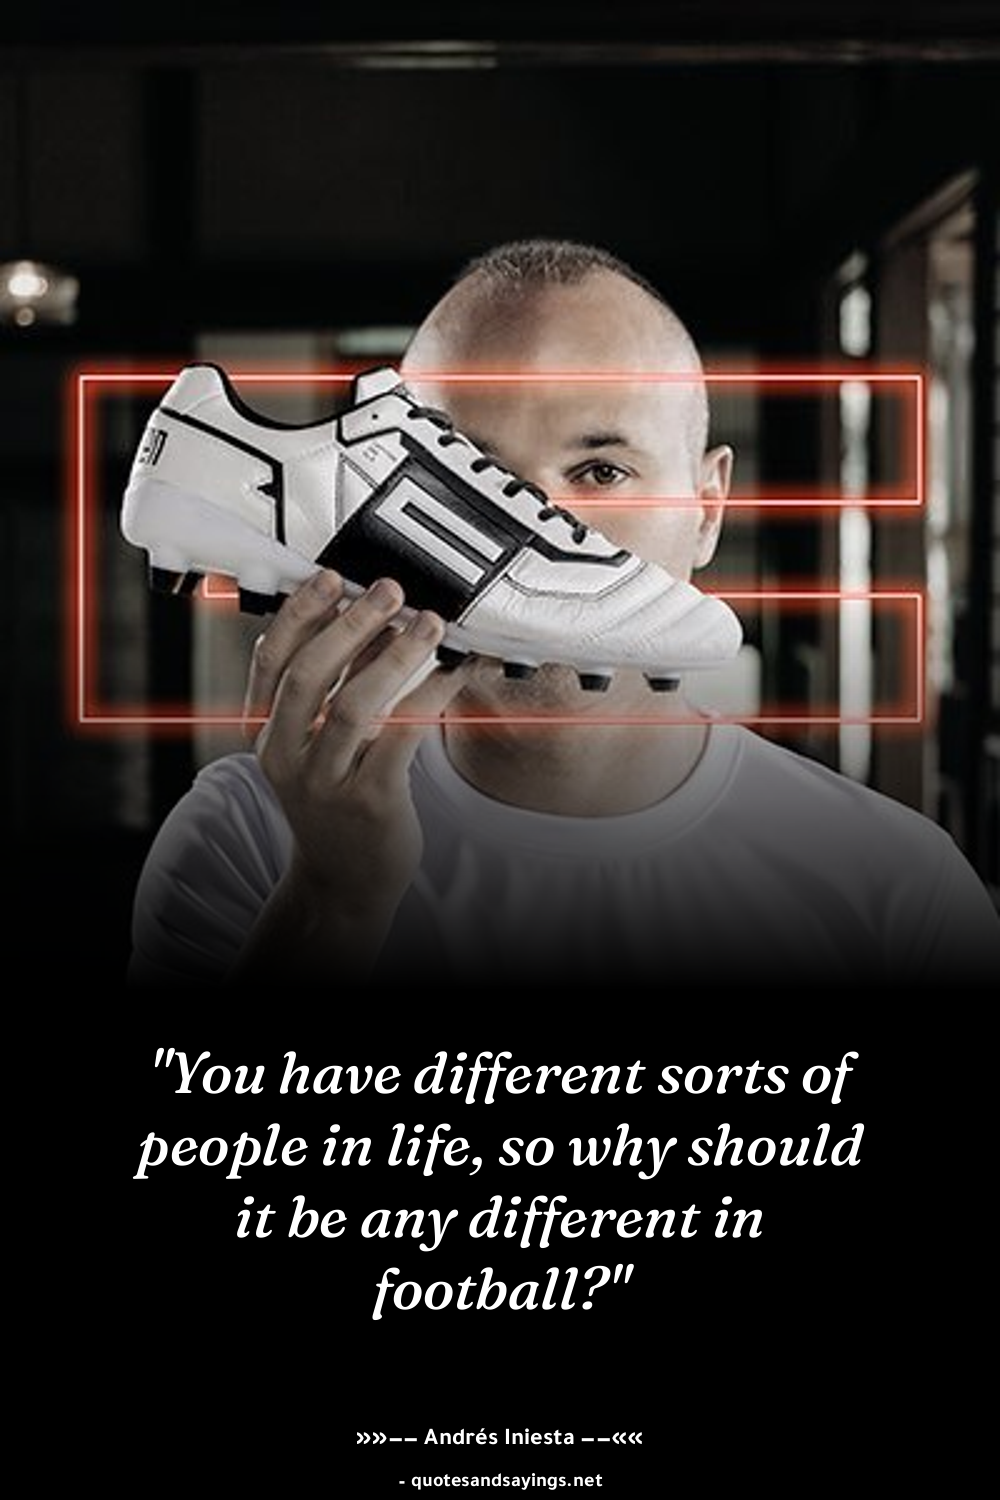 "You have different sorts of
people in life, so why should
it be any different in
football?"
»»-- Andrés Iniesta --««
- quotesandsayings.net